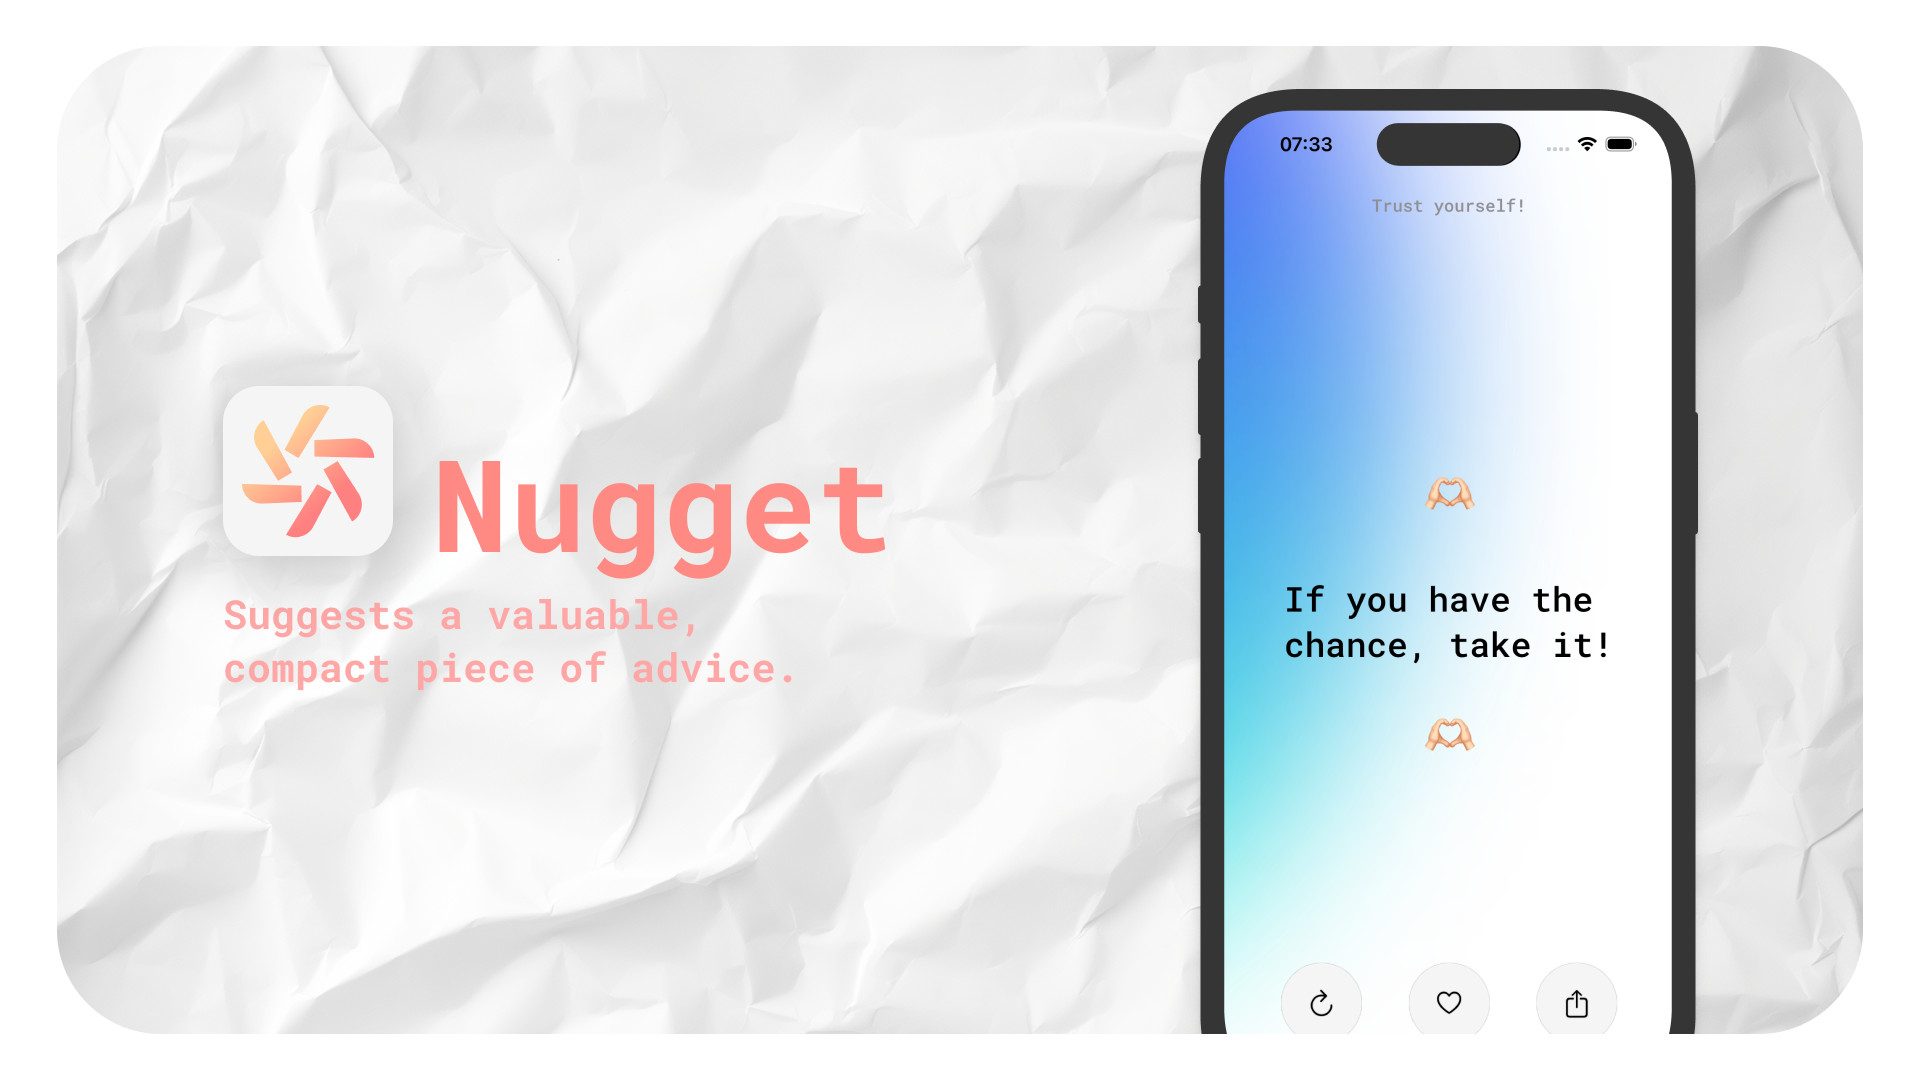 Nugget
Suggests a valuable,
compact piece of advice.
07:33
Trust yourself!
If you have the
chance, take it!